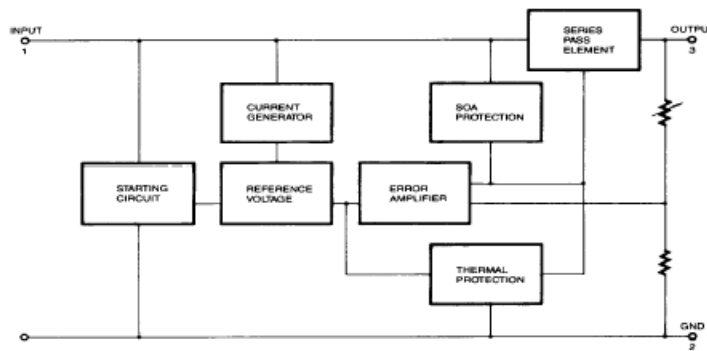 INPUT
1
SERIES
PASS
ELEMENT
OUTPU
3
CURRENT
GENERATOR
SOA
PROTECTION
STARTING
CIRCUIT
REFERENCE
VOLTAGE
ERROR
AMPLIFIER
THERMAL
PROTECTION
GND
2